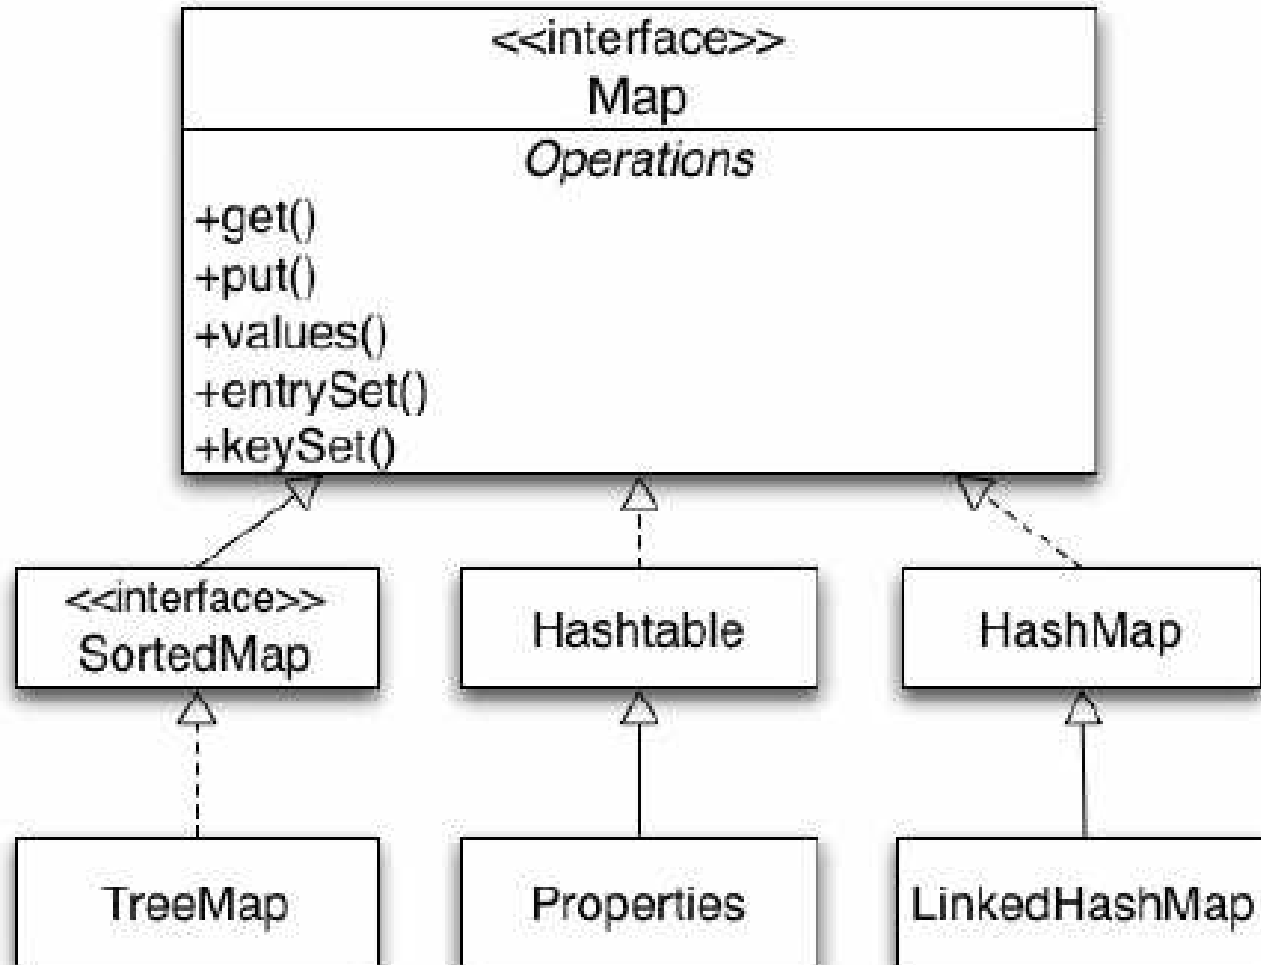 <<interface>>
Map
Operations
+get()
+put()
+values()
+entrySet()
+keySet()
<<interface>>
SortedMap
Hashtable
HashMap
TreeMap
Properties
LinkedHashMap